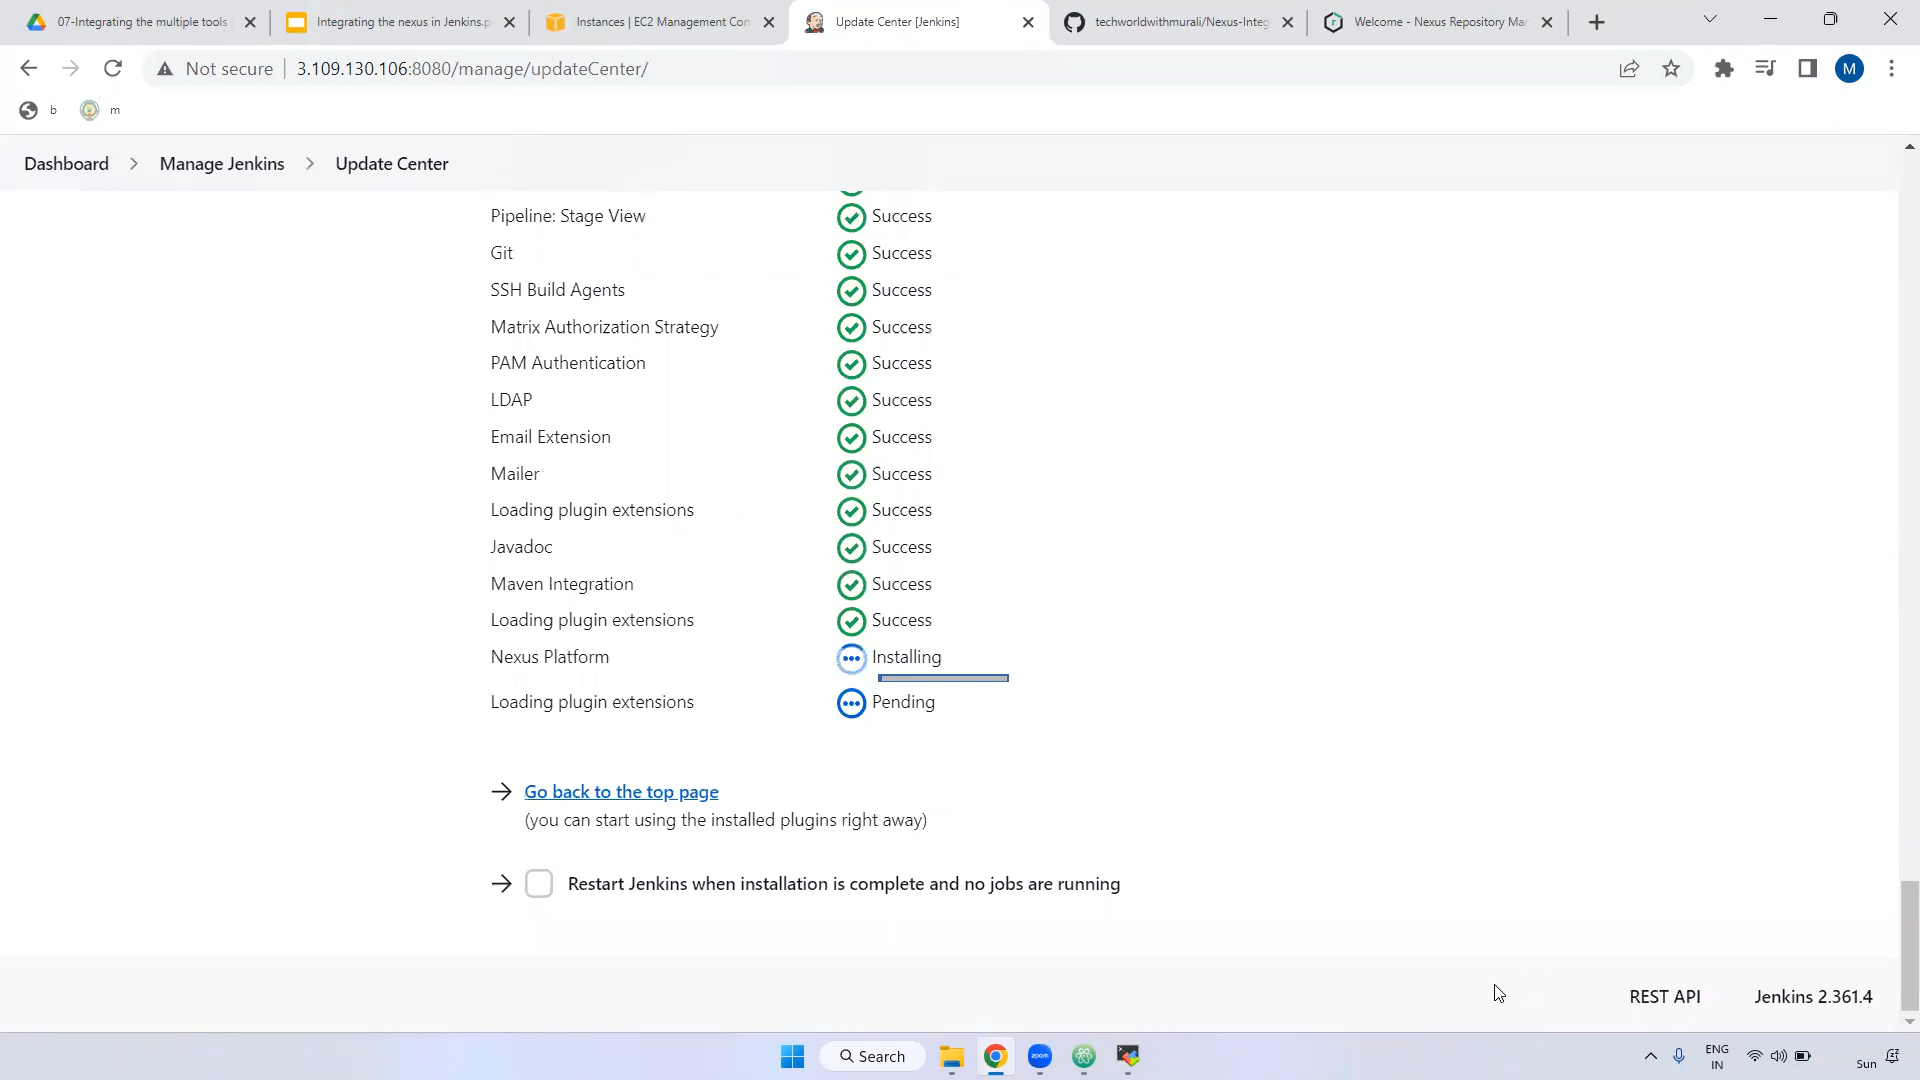 07-Integrating the multiple tools
Integrating the nexus in Jenkins.p
Instances | EC2 Management Con
Update Center [Jenkins]
techworldwithmurali/Nexus-Integ
Welcome - Nexus Repository Man
Not secure
3.109.130.106:8080/manage/updateCenter/
M
b
m
Dashboard
Manage Jenkins
Update Center
Pipeline: Stage View Success
Git Success
SSH Build Agents Success
Matrix Authorization Strategy Success
PAM Authentication Success
LDAP Success
Email Extension Success
Mailer Success
Loading plugin extensions Success
Javadoc Success
Maven Integration Success
Loading plugin extensions Success
Nexus Platform Installing
Loading plugin extensions Pending
Go back to the top page
(you can start using the installed plugins right away)
Restart Jenkins when installation is complete and no jobs are running
REST API
Jenkins 2.361.4
Search
zoom
ENG
IN
Sun